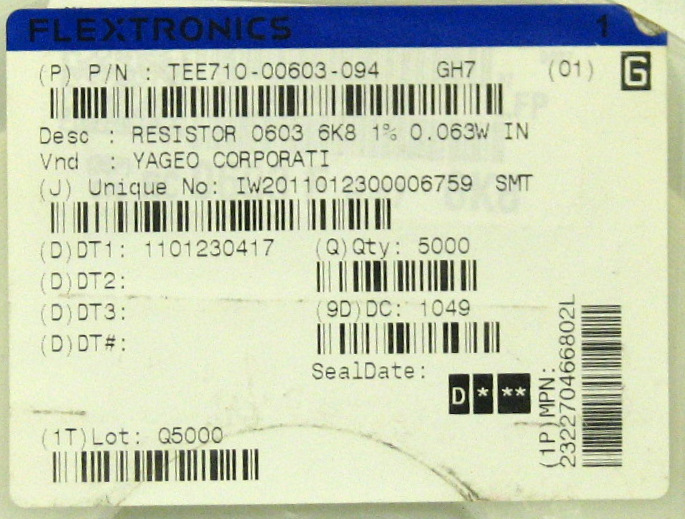 FLEXTRONICS 1
(P) P/N : TEE710-00603-094 GH7 (01) G
Desc : RESISTOR 0603 6K8 1% 0.063W IN
Vnd : YAGEO CORPORATI
(J) Unique No: IW2011012300006759 SMT
(D)DT1: 1101230417 (Q)Qty: 5000
(D)DT2:
(D)DT3: (9D)DC: 1049
(D)DT#:
SealDate:
D * **
(1P)MPN:
232270466802L
(1T)Lot: Q5000